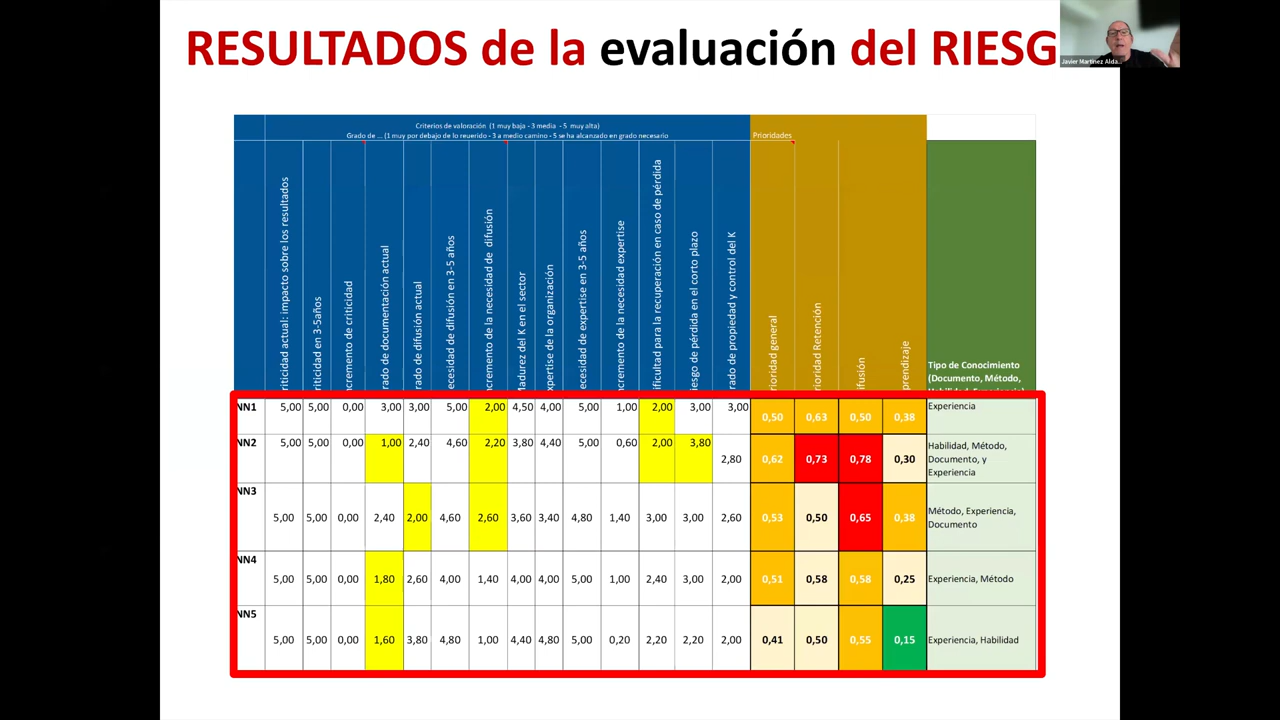 RESULTADOS de la evaluación del RIESG
Javier Martínez Alda...
Criterios de valoración (1 muy baja - 3 media - 5 muy alta)
Grado de ... (1 muy por debajo de lo reuerido - 3 a medio camino - 5 se ha alcanzado en grado necesario
Prioridades
riticidad actual: impacto sobre los resultados
riticidad en 3-5años
cremento de criticidad
rado de documentación actual
rado de difusión actual
ecesidad de difusión en 3-5 años
cremento de la necesidad de difusión
Madurez del K en el sector
xpertise de la organización
ecesidad de expertise en 3-5 años
cremento de la necesidad expertise
ificultad para la recuperación en caso de pérdida
iesgo de pérdida en el corto plazo
rado de propiedad y control del K
rioridad general
rioridad Retención
ifusión
prendizaje
Tipo de Conocimiento
(Documento, Método,
NN1 5,00 5,00 0,00 3,00 3,00 5,00 2,00 4,50 4,00 5,00 1,00 2,00 3,00 3,00 0,50 0,63 0,50 0,38 Experiencia
NN2 5,00 5,00 0,00 1,00 2,40 4,60 2,20 3,80 4,40 5,00 0,60 2,00 3,80 2,80 0,62 0,73 0,78 0,30 Habilidad, Método,
Documento, y
Experiencia
NN3 5,00 5,00 0,00 2,40 2,00 4,60 2,60 3,60 3,40 4,80 1,40 3,00 3,00 2,60 0,53 0,50 0,65 0,38 Método, Experiencia,
Documento
NN4 5,00 5,00 0,00 1,80 2,60 4,00 1,40 4,00 4,00 5,00 1,00 2,40 3,00 2,00 0,51 0,58 0,58 0,25 Experiencia, Método
NN5 5,00 5,00 0,00 1,60 3,80 4,80 1,00 4,40 4,80 5,00 0,20 2,20 2,20 2,00 0,41 0,50 0,55 0,15 Experiencia, Habilidad